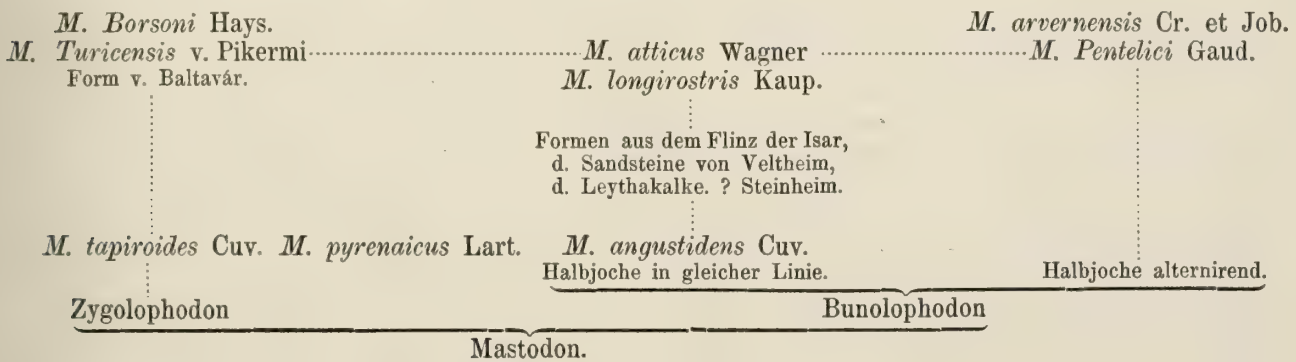 M. Borsoni Hays.
M. arvernensis Cr. et Job.
M. Turicensis v. Pikermi M. atticus Wagner M. Pentelici Gaud.
Form v. Baltavár.
M. longirostris Kaup.
Formen aus dem Flinz der Isar,
d. Sandsteine von Veltheim,
d. Leythakalke. ? Steinheim.
M. tapiroides Cuv. M. pyrenaicus Lart. M. angustidens Cuv.
Halbjoche in gleicher Linie. Halbjoche alternirend.
Zygolophodon Bunolophodon
Mastodon.